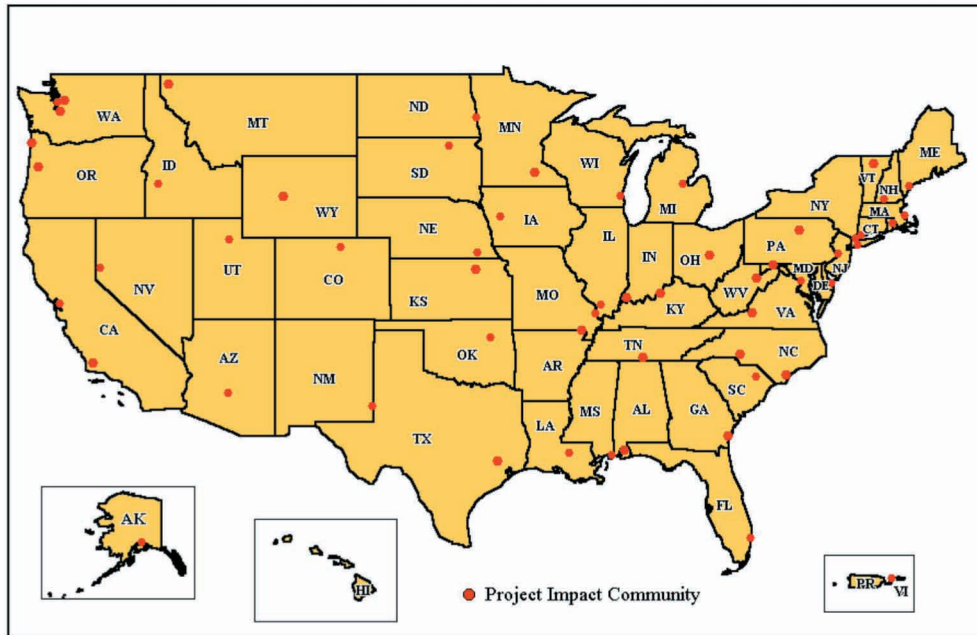 WA
MT
ND
MN
ME
OR
ID
WY
SD
WI
MI
VT
NH
NY
MA
CT
NE
IA
IL
IN
OH
PA
NJ
NV
UT
CO
KS
MO
KY
WV
MD
DE
VA
CA
AZ
NM
OK
AR
TN
NC
SC
TX
LA
MS
AL
GA
FL
AK
HI
PR
VI
Project Impact Community